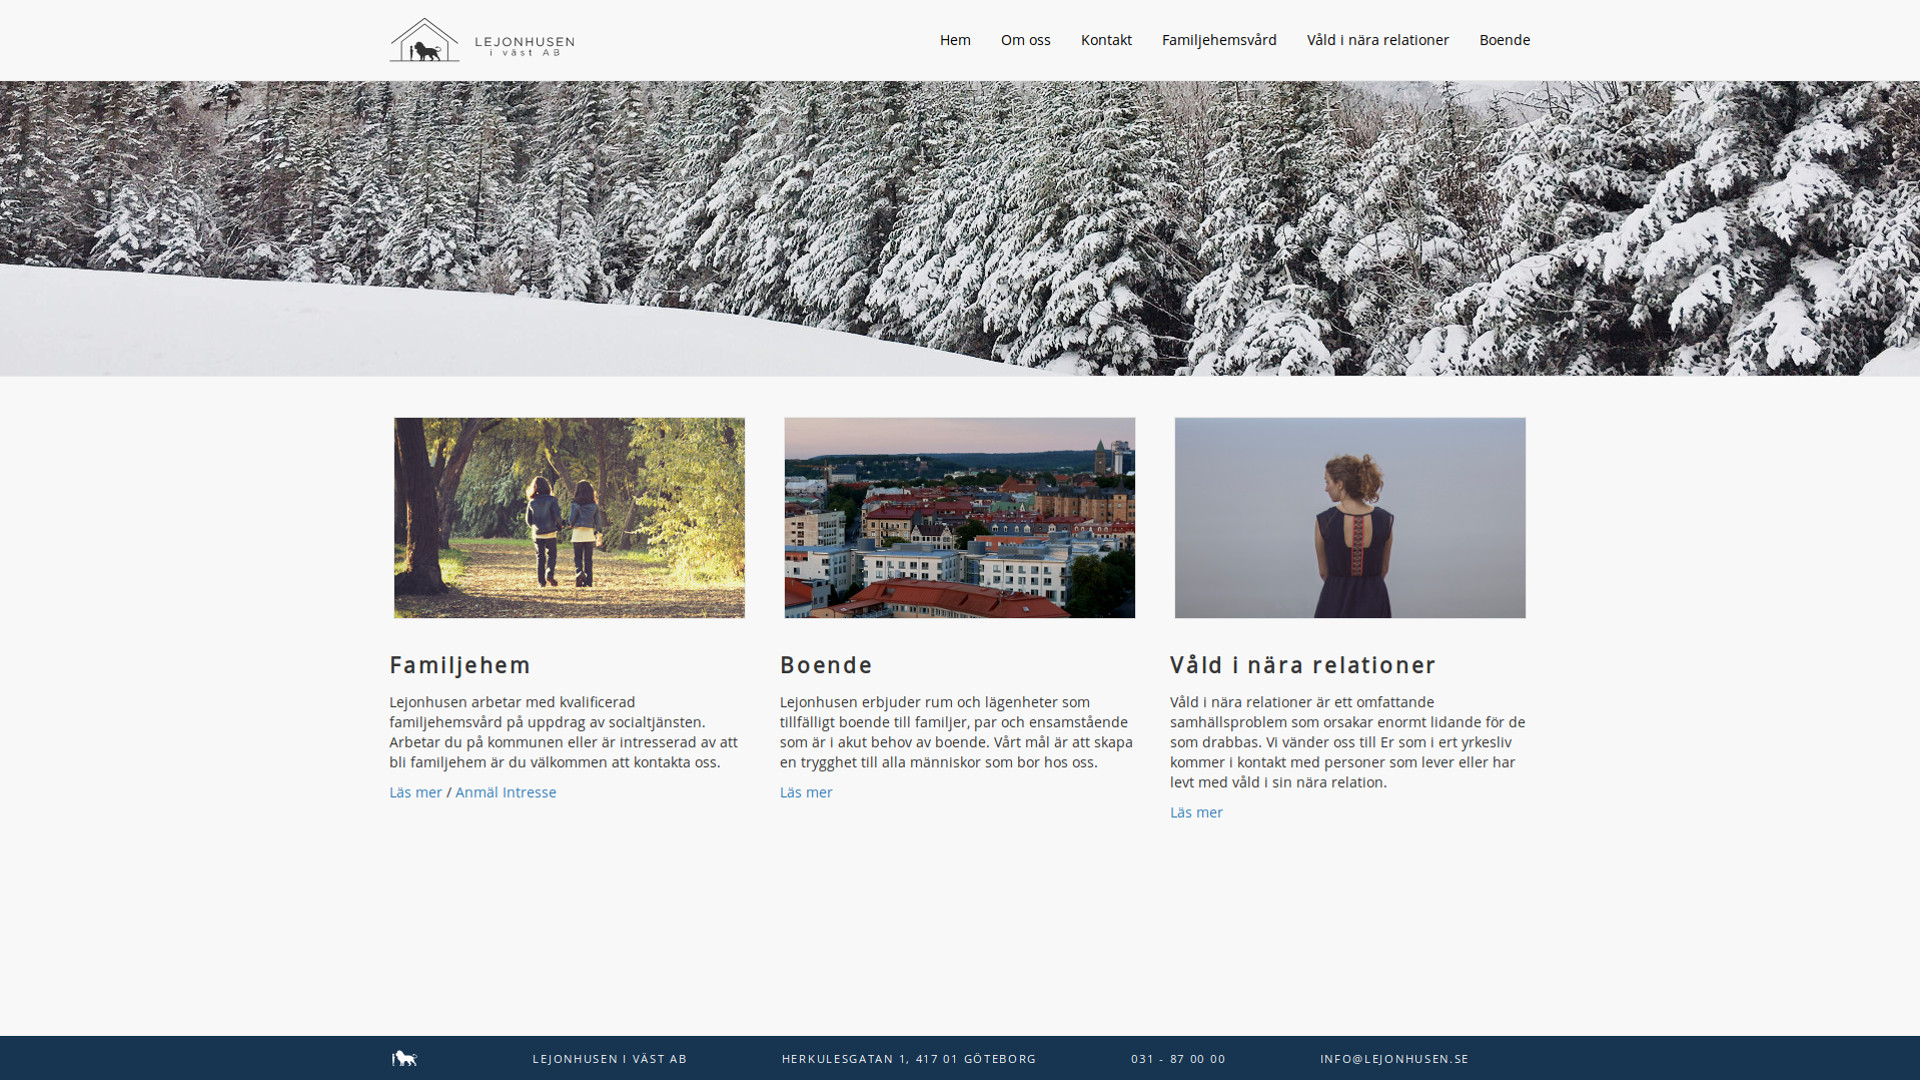 LEJONHUSEN
i väst AB
Hem
Om oss
Kontakt
Familjehemsvård
Våld i nära relationer
Boende
Familjehem
Lejonhusen arbetar med kvalificerad
familjehemsvård på uppdrag av socialtjänsten.
Arbetar du på kommunen eller är intresserad av att
bli familjehem är du välkommen att kontakta oss.
Läs mer / Anmäl Intresse
Boende
Lejonhusen erbjuder rum och lägenheter som
tillfälligt boende till familjer, par och ensamstående
som är i akut behov av boende. Vårt mål är att skapa
en trygghet till alla människor som bor hos oss.
Läs mer
Våld i nära relationer
Våld i nära relationer är ett omfattande
samhällsproblem som orsakar enormt lidande för de
som drabbas. Vi vänder oss till Er som i ert yrkesliv
kommer i kontakt med personer som lever eller har
levt med våld i sin nära relation.
Läs mer
LEJONHUSEN I VÄST AB
HERKULESGATAN 1, 417 01 GÖTEBORG
031 - 87 00 00
INFO@LEJONHUSEN.SE